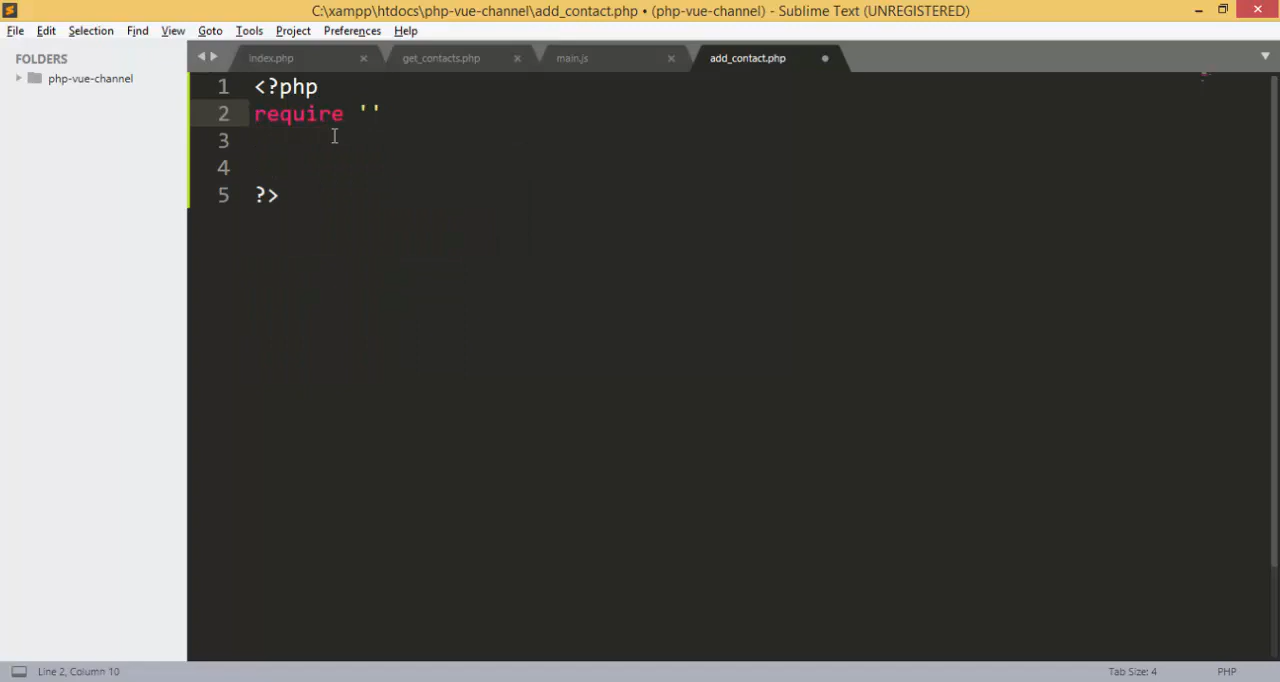 C:\xampp\htdocs\php-vue-channel\add_contact.php • (php-vue-channel) - Sublime Text (UNREGISTERED)
File Edit Selection Find View Goto Tools Project Preferences Help
FOLDERS
php-vue-channel
index.php get_contacts.php main.js add_contact.php
1 <?php
2 require ''
3
4
5 ?>
Line 2, Column 10 Tab Size: 4 PHP